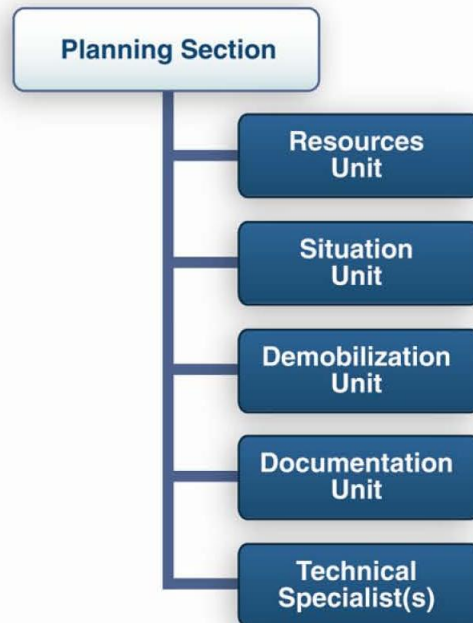 Planning Section
Resources
Unit
Situation
Unit
Demobilization
Unit
Documentation
Unit
Technical
Specialist(s)